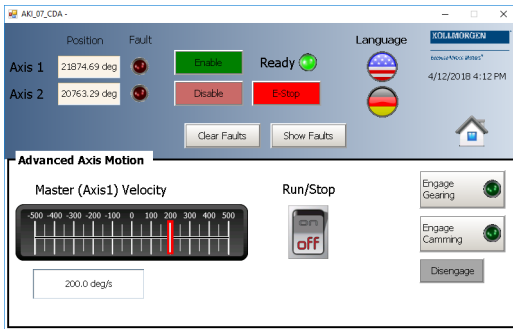 AKI_07_CDA -
Position Fault Language KOLLMORGEN
Because Motion Matters™
Axis 1 21874.69 deg Enable Ready
4/12/2018 4:12 PM
Axis 2 20763.29 deg Disable E-Stop
Clear Faults Show Faults
Advanced Axis Motion
Master (Axis1) Velocity Run/Stop Engage Gearing
-500 -400 -300 -200 -100 0 100 200 300 400 500
on
off
Engage Camming
200.0 deg/s Disengage